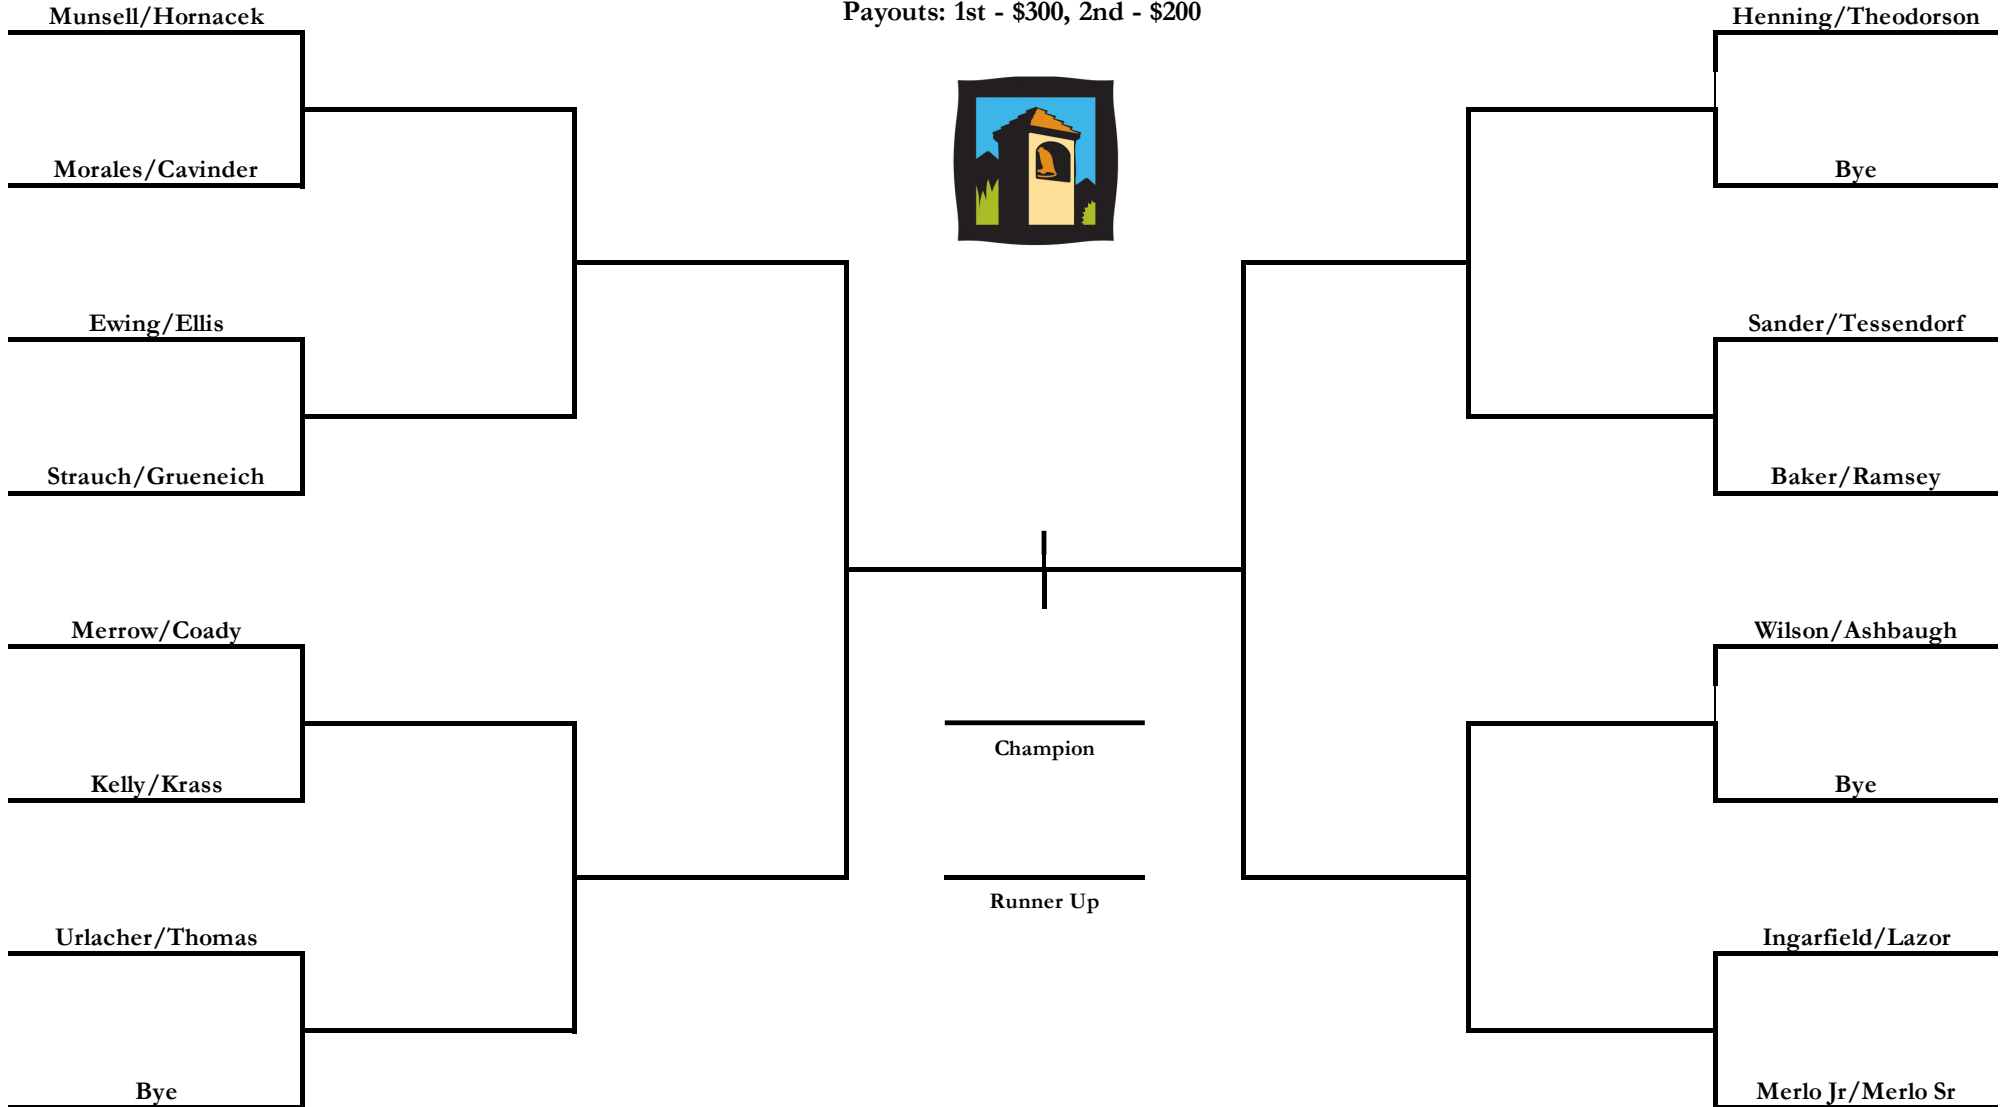 Payouts: 1st - $300, 2nd - $200
Munsell/Hornacek
Morales/Cavinder
Ewing/Ellis
Strauch/Grueneich
Merrow/Coady
Kelly/Krass
Urlacher/Thomas
Bye
Champion
Runner Up
Henning/Theodorson
Bye
Sander/Tessendorf
Baker/Ramsey
Wilson/Ashbaugh
Bye
Ingarfield/Lazor
Merlo Jr/Merlo Sr